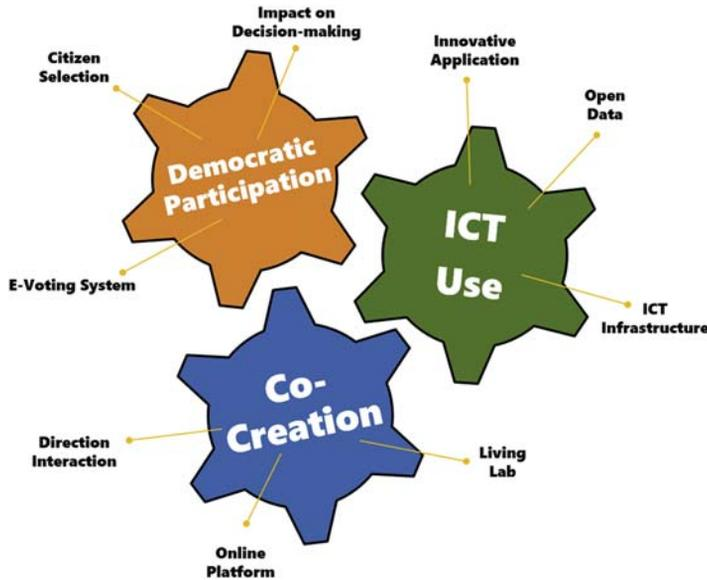 Impact on
Decision-making
Citizen
Selection
Democratic
Participation
E-Voting System
Innovative
Application
Open
Data
ICT
Use
ICT
Infrastructure
Co-
Creation
Direction
Interaction
Living
Lab
Online
Platform